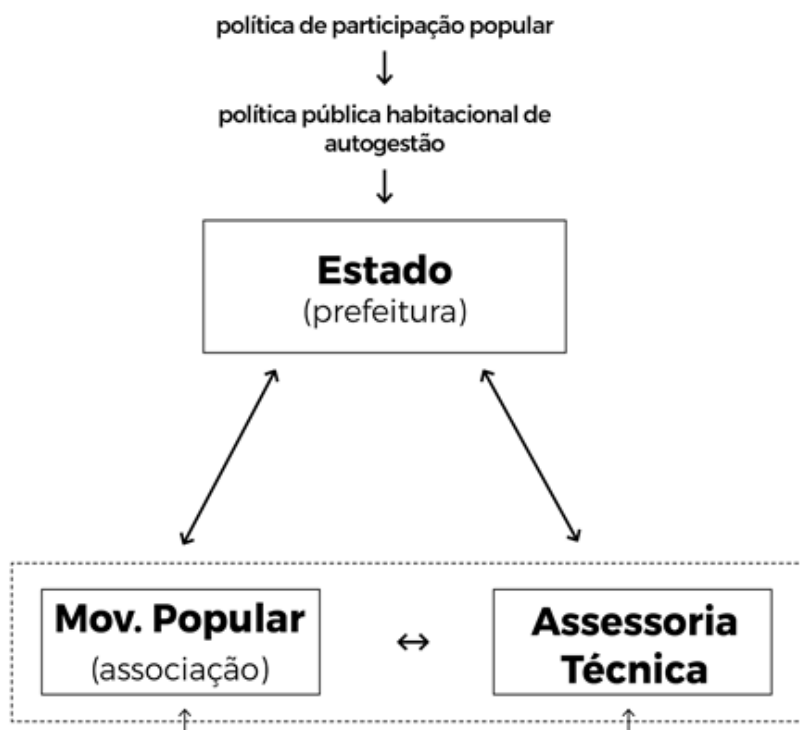 política de participação popular
política pública habitacional de
autogestão
Estado
(prefeitura)
Mov. Popular
(associação)
Assessoria
Técnica